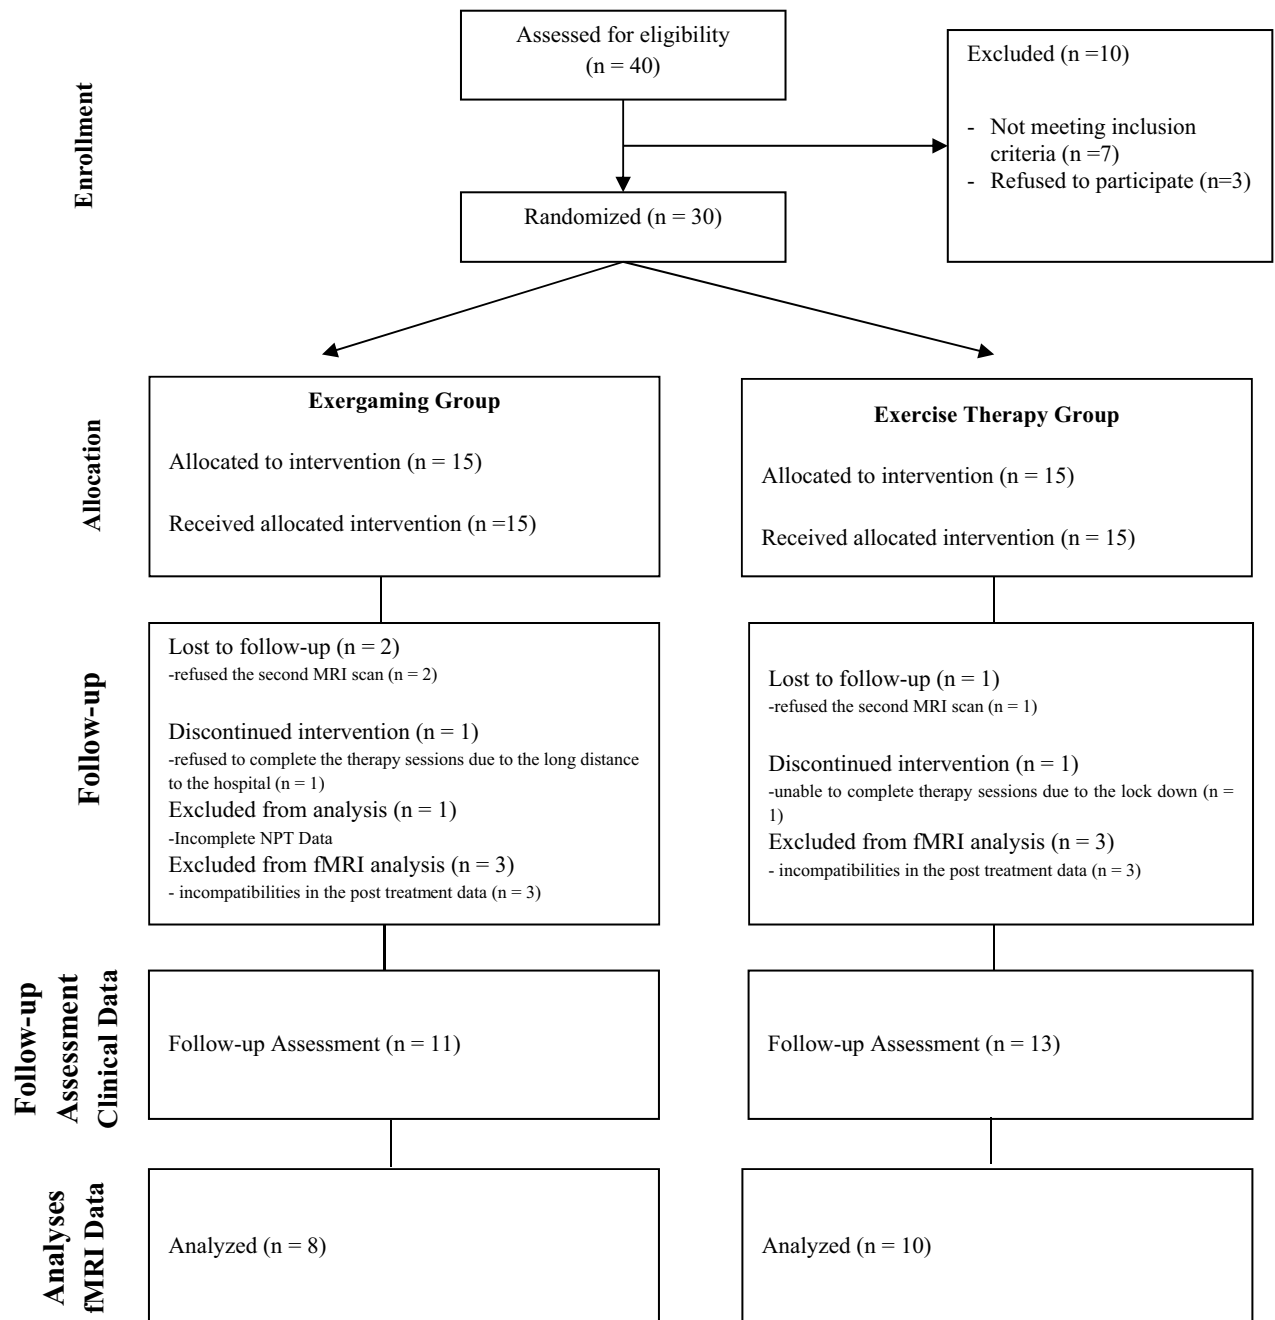 Enrollment
Assessed for eligibility
(n = 40)
Excluded (n =10)
- Not meeting inclusion
criteria (n =7)
- Refused to participate (n=3)
Randomized (n = 30)
Allocation
Exergaming Group
Allocated to intervention (n = 15)
Received allocated intervention (n =15)
Exercise Therapy Group
Allocated to intervention (n = 15)
Received allocated intervention (n = 15)
Follow-up
Lost to follow-up (n = 2)
-refused the second MRI scan (n = 2)
Discontinued intervention (n = 1)
-refused to complete the therapy sessions due to the long distance
to the hospital (n = 1)
Excluded from analysis (n = 1)
-Incomplete NPT Data
Excluded from fMRI analysis (n = 3)
- incompatibilities in the post treatment data (n = 3)
Lost to follow-up (n = 1)
-refused the second MRI scan (n = 1)
Discontinued intervention (n = 1)
-unable to complete therapy sessions due to the lock down (n =
1)
Excluded from fMRI analysis (n = 3)
- incompatibilities in the post treatment data (n = 3)
Follow-up
Assessment
Clinical Data
Follow-up Assessment (n = 11)
Follow-up Assessment (n = 13)
Analyses
fMRI Data
Analyzed (n = 8)
Analyzed (n = 10)